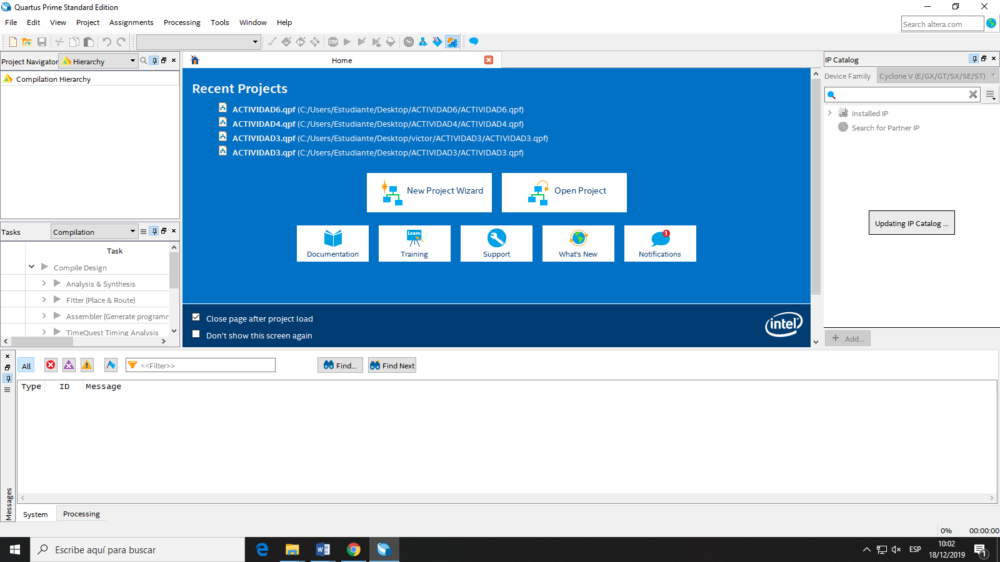 Quartus Prime Standard Edition
File Edit View Project Assignments Processing Tools Window Help
Search altera.com
Project Navigator Hierarchy
Compilation Hierarchy
Home
Recent Projects
ACTIVIDAD6.qpf (C:/Users/Estudiante/Desktop/ACTIVIDAD6/ACTIVIDAD6.qpf)
ACTIVIDAD4.qpf (C:/Users/Estudiante/Desktop/ACTIVIDAD4/ACTIVIDAD4.qpf)
ACTIVIDAD3.qpf (C:/Users/Estudiante/Desktop/victor/ACTIVIDAD3/ACTIVIDAD3.qpf)
ACTIVIDAD3.qpf (C:/Users/Estudiante/Desktop/ACTIVIDAD3/ACTIVIDAD3.qpf)
New Project Wizard
Open Project
Documentation
Learn
Training
Support
What's New
1
Notifications
Close page after project load
Don't show this screen again
intel
IP Catalog
Device Family Cyclone V (E/GX/GT/SX/SE/ST)
Installed IP
Search for Partner IP
Updating IP Catalog ...
+ Add...
Tasks Compilation
Task
Compile Design
Analysis & Synthesis
Fitter (Place & Route)
Assembler (Generate programm
TimeQuest Timing Analysis
STOP
All
<<Filter>>
Find...
Find Next
Type ID Message
Messages
System Processing
0% 00:00:00
Escribe aquí para buscar
ESP
10:02
18/12/2019
1